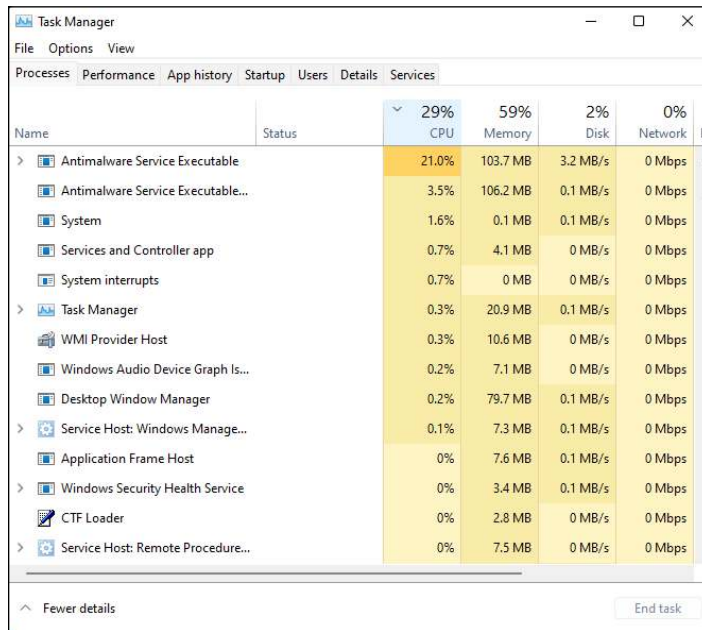 Task Manager
File Options View
Processes Performance App history Startup Users Details Services
29% 59% 2% 0%
Name Status CPU Memory Disk Network
Antimalware Service Executable 21.0% 103.7 MB 3.2 MB/s 0 Mbps
Antimalware Service Executable... 3.5% 106.2 MB 0.1 MB/s 0 Mbps
System 1.6% 0.1 MB 0.1 MB/s 0 Mbps
Services and Controller app 0.7% 4.1 MB 0 MB/s 0 Mbps
System interrupts 0.7% 0 MB 0 MB/s 0 Mbps
Task Manager 0.3% 20.9 MB 0.1 MB/s 0 Mbps
WMI Provider Host 0.3% 10.6 MB 0 MB/s 0 Mbps
Windows Audio Device Graph Is... 0.2% 7.1 MB 0 MB/s 0 Mbps
Desktop Window Manager 0.2% 79.7 MB 0.1 MB/s 0 Mbps
Service Host: Windows Manage... 0.1% 7.3 MB 0.1 MB/s 0 Mbps
Application Frame Host 0% 7.6 MB 0.1 MB/s 0 Mbps
Windows Security Health Service 0% 3.4 MB 0.1 MB/s 0 Mbps
CTF Loader 0% 2.8 MB 0 MB/s 0 Mbps
Service Host: Remote Procedure... 0% 7.5 MB 0 MB/s 0 Mbps
Fewer details End task